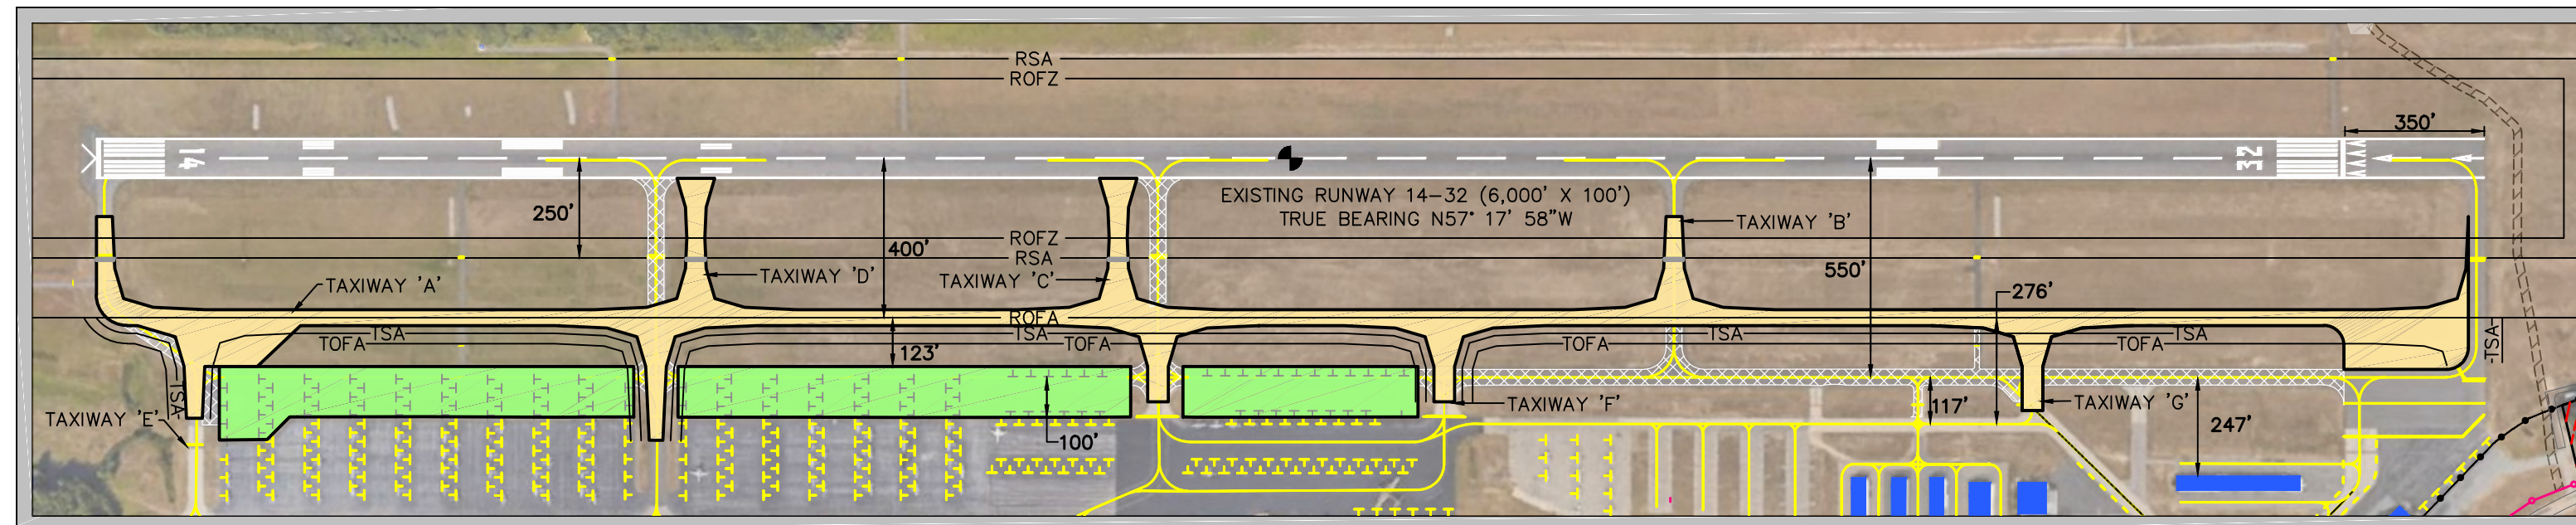 RSA
ROFZ
350'
14
32
EXISTING RUNWAY 14-32 (6,000' X 100')
TRUE BEARING N57° 17' 58"W
250'
TAXIWAY 'B'
ROFZ
400'
RSA
TAXIWAY 'D'
TAXIWAY 'C'
550'
TAXIWAY 'A'
276'
ROFA
TSA
TSA
TSA
TSA
TSA
TOFA
TOFA
TOFA
TOFA
123'
TSA
TAXIWAY 'E'
TAXIWAY 'F'
117'
TAXIWAY 'G'
247'
100'